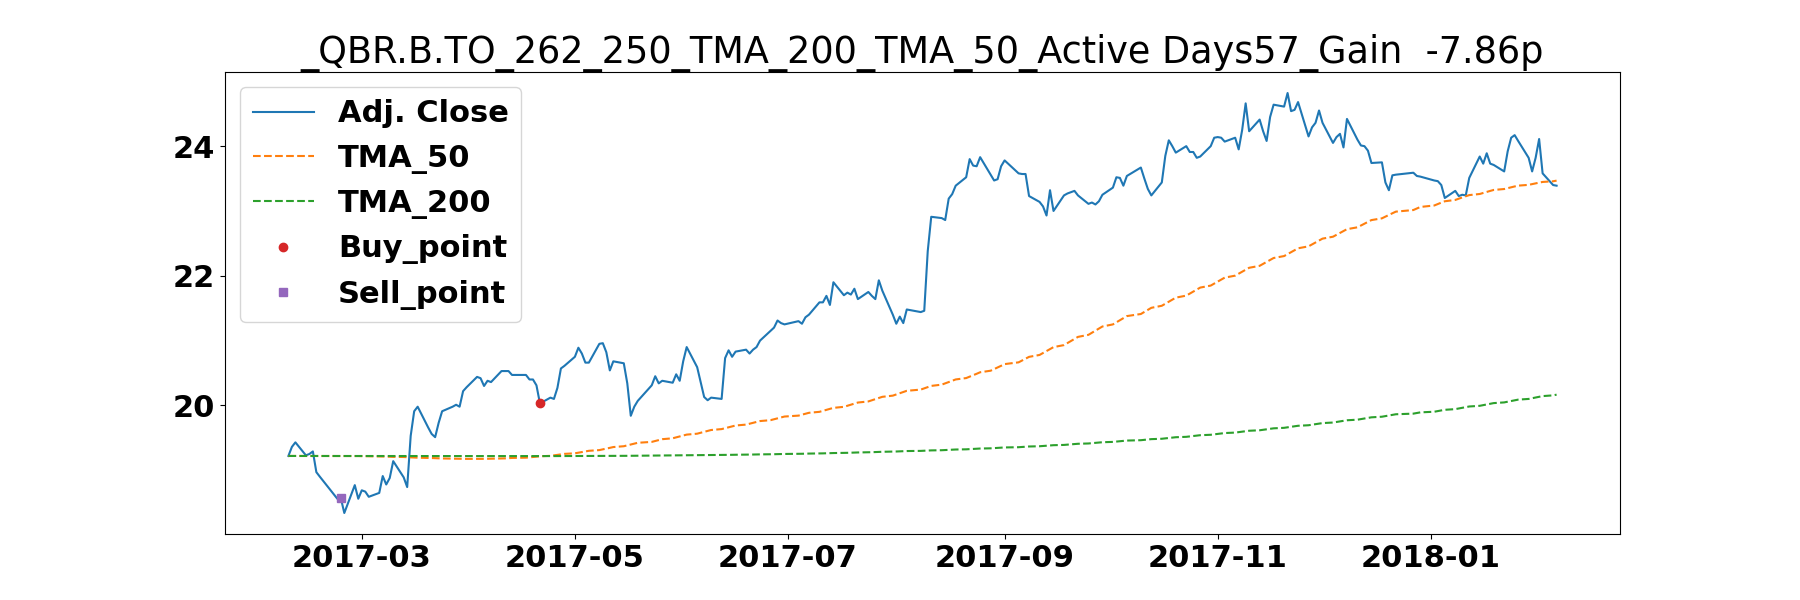 _QBR.B.TO_262_250_TMA_200_TMA_50_Active Days57_Gain  -7.86p
Adj. Close
TMA_50
TMA_200
Buy_point
Sell_point
24
22
20
2017-03 2017-05 2017-07 2017-09 2017-11 2018-01